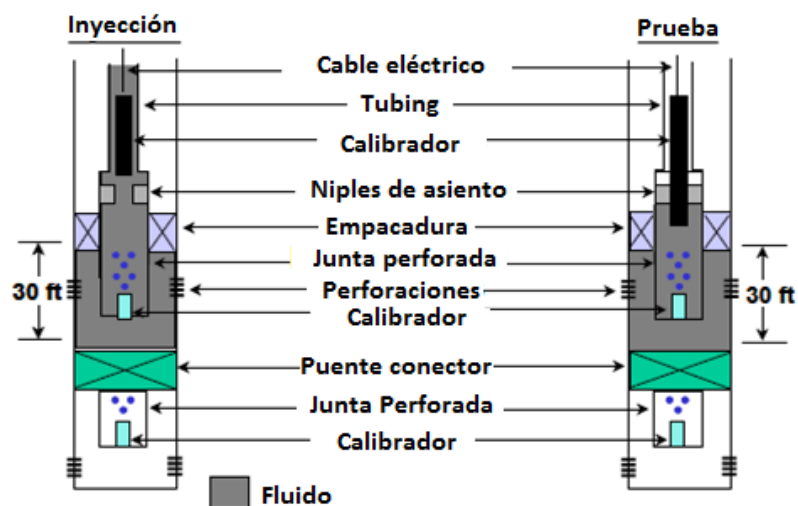 Inyección
Prueba
Cable eléctrico
Tubing
Calibrador
Niples de asiento
Empacadura
Junta perforada
30 ft
Perforaciones
30 ft
Calibrador
Puente conector
Junta Perforada
Calibrador
Fluido